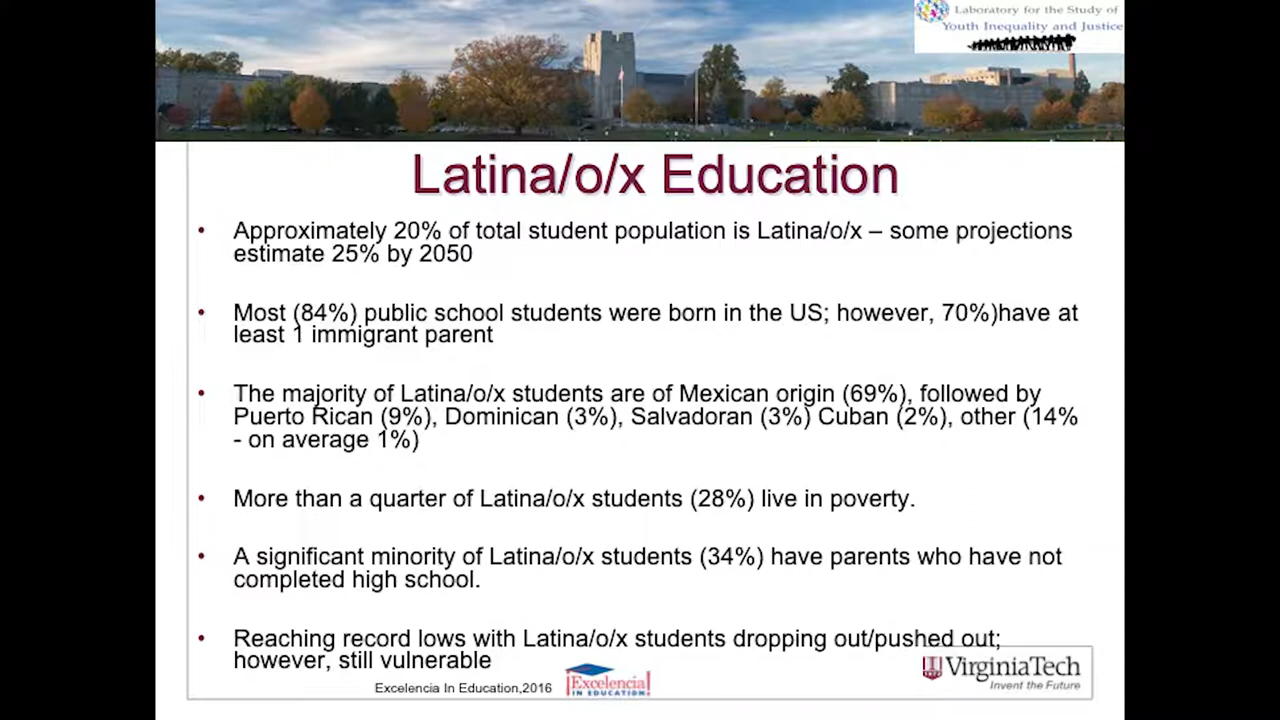 Laboratory for the Study of
Youth Inequality and Justice
Latina/o/x Education
• Approximately 20% of total student population is Latina/o/x – some projections
estimate 25% by 2050
• Most (84%) public school students were born in the US; however, 70%)have at
least 1 immigrant parent
• The majority of Latina/o/x students are of Mexican origin (69%), followed by
Puerto Rican (9%), Dominican (3%), Salvadoran (3%) Cuban (2%), other (14%
- on average 1%)
• More than a quarter of Latina/o/x students (28%) live in poverty.
• A significant minority of Latina/o/x students (34%) have parents who have not
completed high school.
• Reaching record lows with Latina/o/x students dropping out/pushed out;
however, still vulnerable
Excelencia In Education,2016
¡Excelencia!
IN EDUCATION
VirginiaTech
Invent the Future